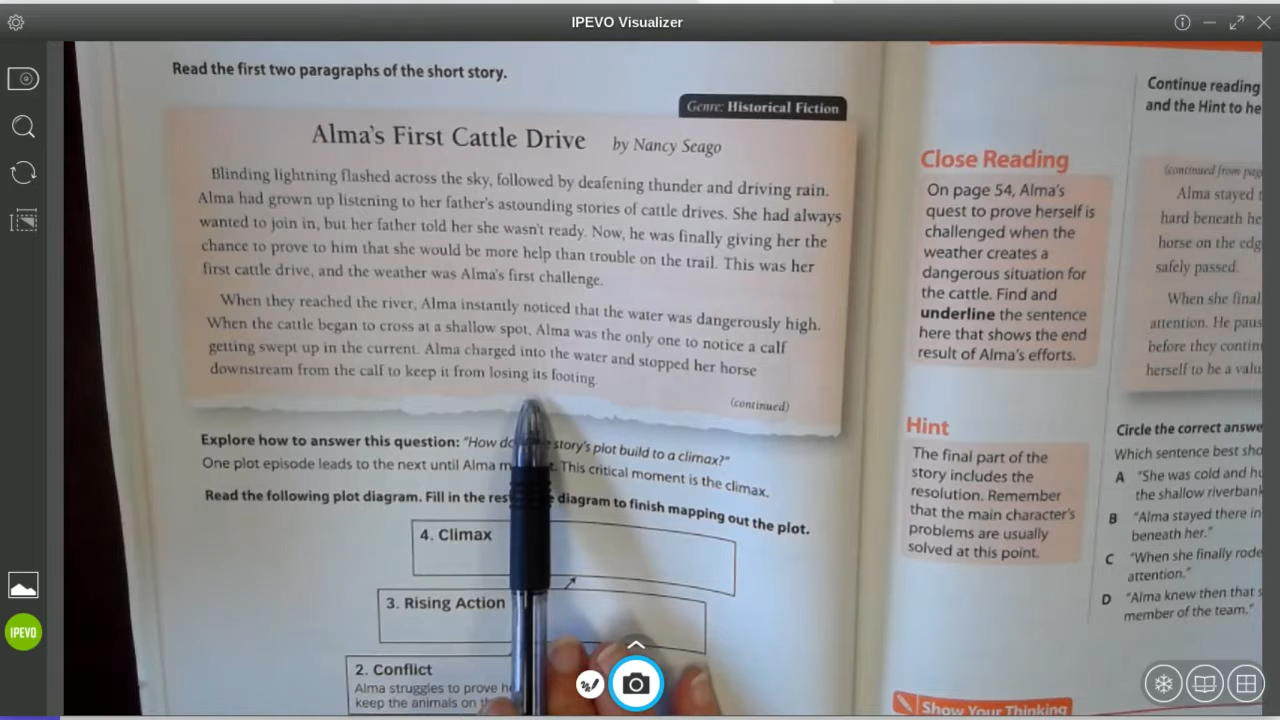 IPEVO Visualizer
Read the first two paragraphs of the short story.
Genre: Historical Fiction
Alma's First Cattle Drive by Nancy Seago
Blinding lightning flashed across the sky, followed by deafening thunder and driving rain.
Alma had grown up listening to her father's astounding stories of cattle drives. She had always
wanted to join in, but her father told her she wasn't ready. Now, he was finally giving her the
chance to prove to him that she would be more help than trouble on the trail. This was her
first cattle drive, and the weather was Alma's first challenge.
When they reached the river, Alma instantly noticed that the water was dangerously high.
When the cattle began to cross at a shallow spot, Alma was the only one to notice a calf
getting swept up in the current. Alma charged into the water and stopped her horse
downstream from the calf to keep it from losing its footing.
(continued)
Explore how to answer this question: "How do story's plot build to a climax?"
One plot episode leads to the next until Alma m t. This critical moment is the climax.
Read the following plot diagram. Fill in the res diagram to finish mapping out the plot.
4. Climax
3. Rising Action
2. Conflict
Alma struggles to prove he
keep the animals on t
Close Reading
On page 54, Alma's
quest to prove herself is
challenged when the
weather creates a
dangerous situation for
the cattle. Find and
underline the sentence
here that shows the end
result of Alma's efforts.
Hint
The final part of the
story includes the
resolution. Remember
that the main character's
problems are usually
solved at this point.
Show Your Thinking
Continue reading
and the Hint to he
(continued from pag
Alma stayed t
hard beneath he
horse on the edg
safely passed.
When she final
attention. He paus
before they contin
herself to be a valu
Circle the correct answe
Which sentence best sho
A "She was cold and hu
the shallow riverbank
B "Alma stayed there in
beneath her."
C "When she finally rode
attention."
D "Alma knew then that s
member of the team."
IPEVO